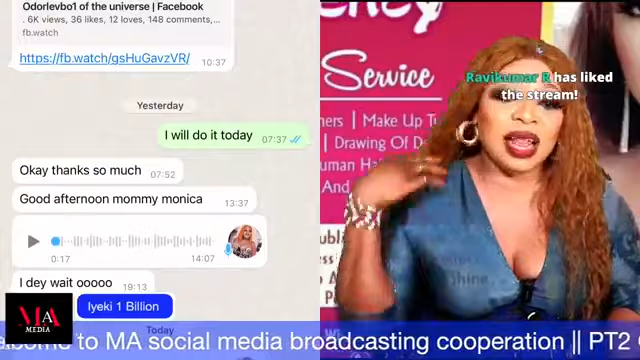 Odorlevbo1 of the universe | Facebook
. 6K views, 36 likes, 12 loves, 148 comments,...
fb.watch
https://fb.watch/gsHuGavzVR/ 10:37
Yesterday
I will do it today 07:37
Okay thanks so much 07:52
Good afternoon mommy monica 13:37
0:17 14:07
I dey wait ooooo 19:13
Iyeki 1 Billion
Today
MA
MEDIA
Service
Make Up
Drawing Of
And
Ravikumar R has liked
the stream!
to MA social media broadcasting cooperation || PT2